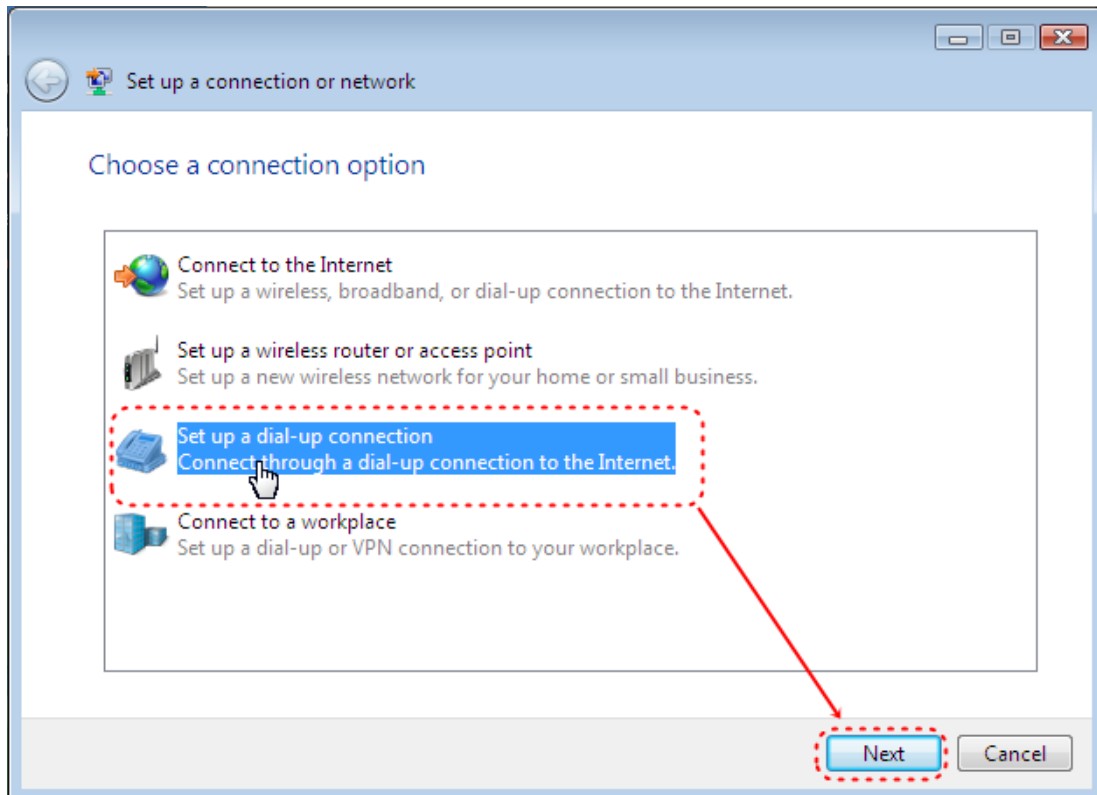 Set up a connection or network
Choose a connection option
Connect to the Internet
Set up a wireless, broadband, or dial-up connection to the Internet.
Set up a wireless router or access point
Set up a new wireless network for your home or small business.
Set up a dial-up connection
Connect through a dial-up connection to the Internet.
Connect to a workplace
Set up a dial-up or VPN connection to your workplace.
Next Cancel